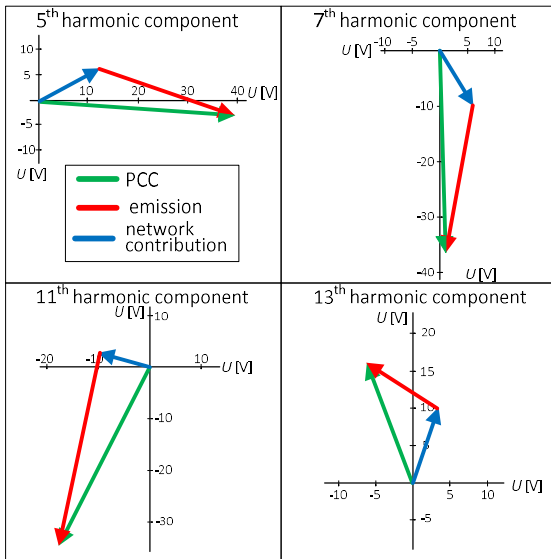 5th harmonic component
U [V]
10
5
10 20 30 40 U [V]
-5
-10
U [V]
PCC
emission
network
contribution
7th harmonic component
U [V] U [V]
-10 -5 5 10
-10
-20
-30
-40
U [V]
11th harmonic component
U [V]
10
-20 -10 10 U [V]
-10
-20
-30
13th harmonic component
U [V]
20
15
10
5
U [V]
-10 -5 5 10
-5